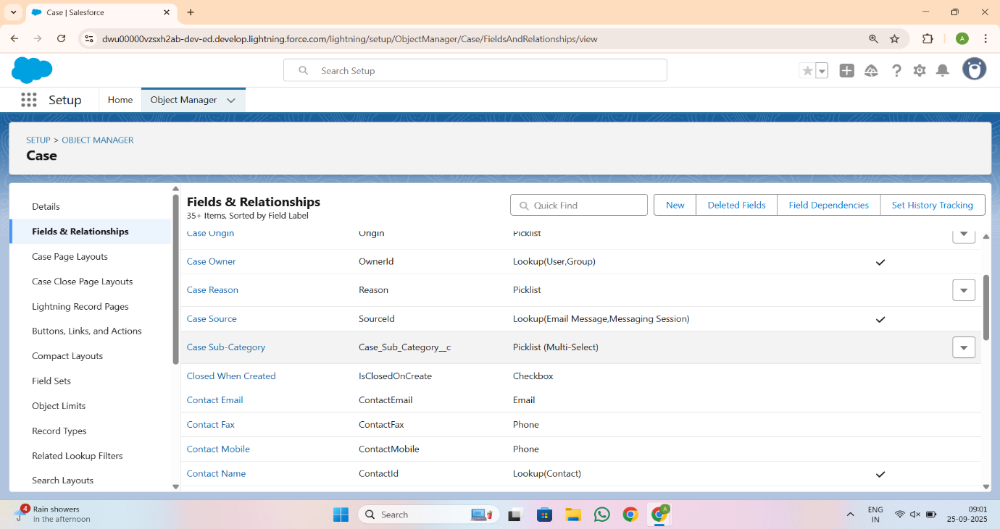 Case | Salesforce
dwu00000vzsxh2ab-dev-ed.develop.lightning.force.com/lightning/setup/ObjectManager/Case/FieldsAndRelationships/view
A
Search Setup
Setup
Home
Object Manager
SETUP > OBJECT MANAGER
Case
Details
Fields & Relationships
Case Page Layouts
Case Close Page Layouts
Lightning Record Pages
Buttons, Links, and Actions
Compact Layouts
Field Sets
Object Limits
Record Types
Related Lookup Filters
Search Layouts
Fields & Relationships
35+ Items, Sorted by Field Label
Quick Find
New
Deleted Fields
Field Dependencies
Set History Tracking
Case Origin Origin Picklist
Case Owner OwnerId Lookup(User,Group)
Case Reason Reason Picklist
Case Source SourceId Lookup(Email Message,Messaging Session)
Case Sub-Category Case_Sub_Category__c Picklist (Multi-Select)
Closed When Created IsClosedOnCreate Checkbox
Contact Email ContactEmail Email
Contact Fax ContactFax Phone
Contact Mobile ContactMobile Phone
Contact Name ContactId Lookup(Contact)
4
Rain showers
In the afternoon
Search
A
ENG
IN
09:01
25-09-2025